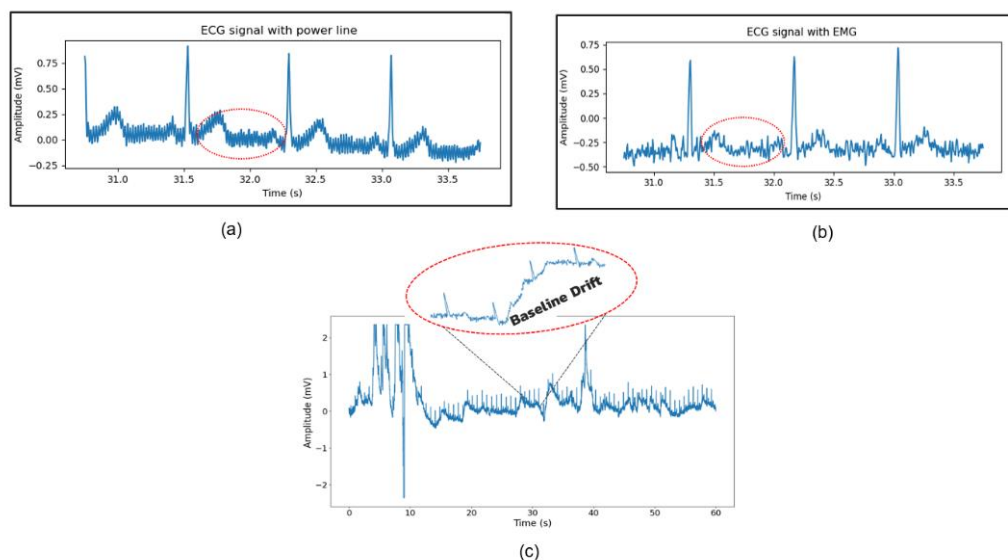 ECG signal with power line
Amplitude (mV)
0.75
0.50
0.25
0.00
−0.25
31.0 31.5 32.0 32.5 33.0 33.5
Time (s)
(a)
ECG signal with EMG
Amplitude (mV)
0.75
0.50
0.25
0.00
−0.25
−0.50
31.0 31.5 32.0 32.5 33.0 33.5
Time (s)
(b)
Baseline Drift
Amplitude (mV)
2
1
0
−1
−2
0 10 20 30 40 50 60
Time (s)
(c)